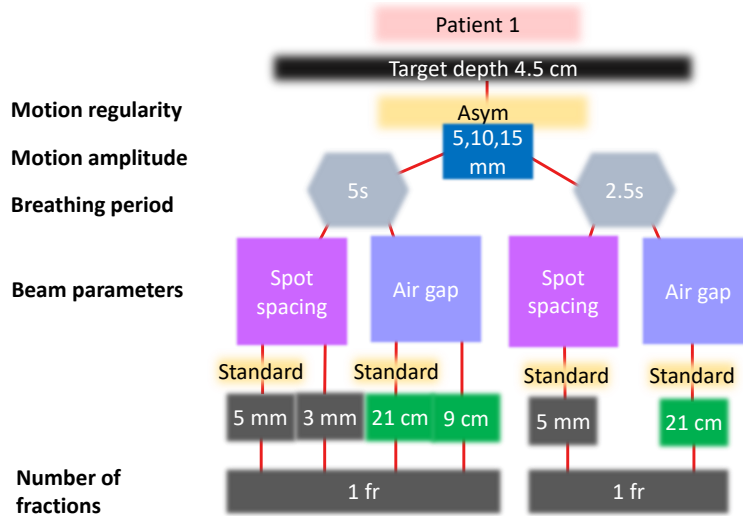 Patient 1
Target depth 4.5 cm
Motion regularity
Asym
Motion amplitude
5,10,15
mm
Breathing period
5s
2.5s
Beam parameters
Spot
spacing
Air gap
Spot
spacing
Air gap
Standard
Standard
Standard
Standard
5 mm
3 mm
21 cm
9 cm
5 mm
21 cm
Number of
fractions
1 fr
1 fr